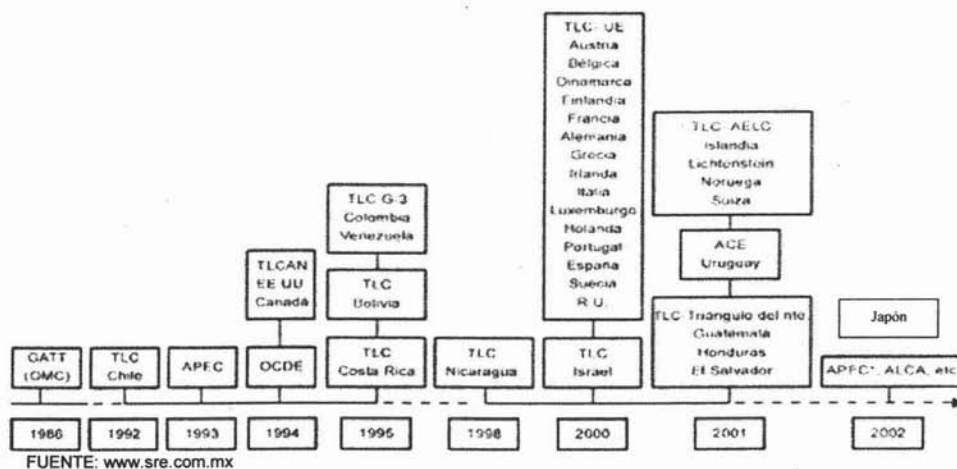 GATT
(OMC)
1986
TLC
Chile
1992
APEC
1993
TLCAN
EE UU
Canadá
OCDE
1994
TLC G-3
Colombia
Venezuela
TLC
Bolivia
TLC
Costa Rica
1995
TLC
Nicaragua
1998
TLC- UE
Austria
Bélgica
Dinamarca
Finlandia
Francia
Alemania
Grecia
Irlanda
Italia
Luxemburgo
Holanda
Portugal
España
Suecia
R.U.
TLC
Israel
2000
TLC- AELC
Islandia
Lichtenstein
Noruega
Suiza
ACE
Uruguay
TLC-Triángulo del nte.
Guatemala
Honduras
El Salvador
2001
Japón
APEC*, ALCA, etc
2002
FUENTE: www.sre.com.mx